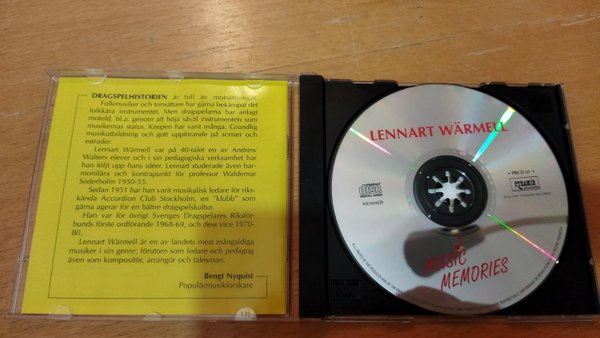 DRAGSPELHISTORIEN är full av motsättningar.
Folkmusiker och tonsättare har gärna bekämpat det
folkkära instrumentet. Men dragspelarna har anlagt
moteld, bl.a. genom att höja såväl instrumentets som
musikernas status. Knepen har varit många. Grundlig
musikutbildning och gott uppförande på scener och
estrader.
Lennart Wärmell var på 40-talet en av Andrew
Walters elever och i sin pedagogiska verksamhet har
han följt upp hans idéer. Lennart studerade även har-
monilära och kontrapunkt för professor Waldemar
Söderholm 1950-55.
Sedan 1951 har han varit musikalisk ledare för riks-
kända Accordion Club Stockholm, en "klubb" som
gärna agerar för en bättre dragspelskultur.
Han var för övrigt Sveriges Dragspelares Riksför-
bunds förste ordförande 1968-69, och dess vice 1970-
80.
Lennart Wärmell är en av landets mest mångsidiga
musiker i sin genre; förutom som ledare och pedagog
även som kompositör, arrangör och talesman.
Bengt Nyquist
Populärmusikforskare
LENNART WÄRMELL
COMPACT
disc
DIGITAL AUDIO
MUSIC
MEMORIES